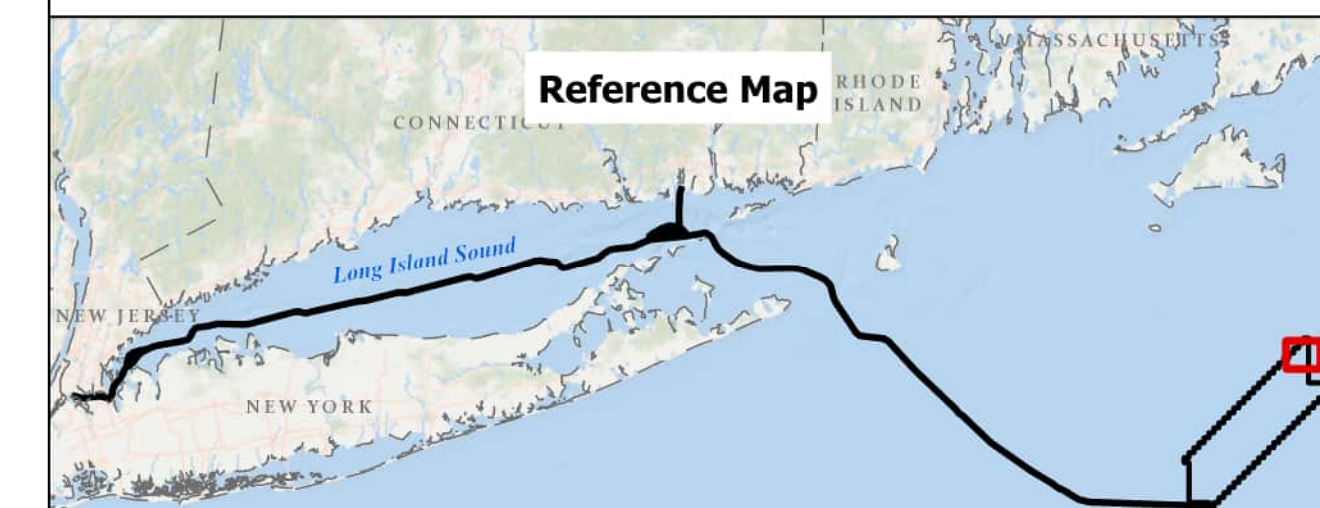 MASSACHUSETTS
Reference Map
RHODE
ISLAND
CONNECTICUT
Long Island Sound
NEW JERSEY
NEW YORK